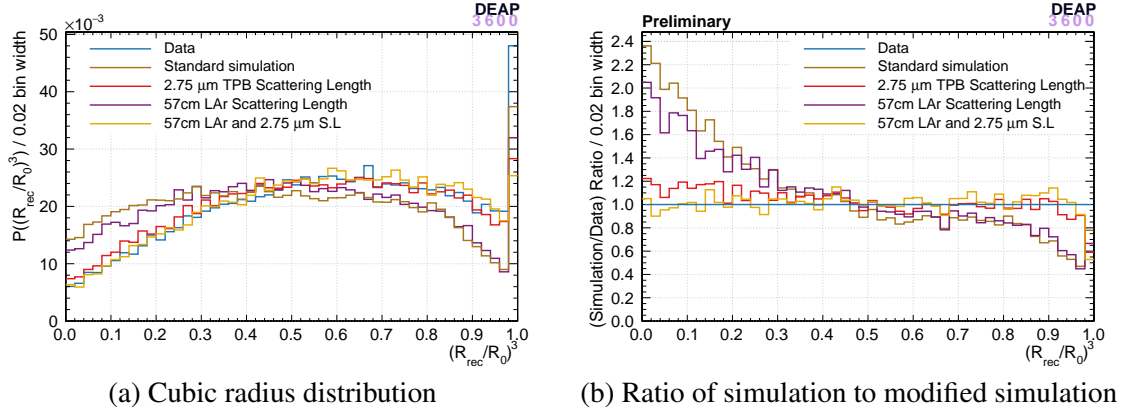 ×10⁻³
DEAP
3600
P((R_rec/R_0)³) / 0.02 bin width
50
40
30
20
10
0
Data
Standard simulation
2.75 μm TPB Scattering Length
57cm LAr Scattering Length
57cm LAr and 2.75 μm S.L
0.0 0.1 0.2 0.3 0.4 0.5 0.6 0.7 0.8 0.9 1.0
(R_rec/R_0)³
(a) Cubic radius distribution
Preliminary
DEAP
3600
(Simulation/Data) Ratio / 0.02 bin width
2.4
2.2
2.0
1.8
1.6
1.4
1.2
1.0
0.8
0.6
0.4
0.2
0.0
Data
Standard simulation
2.75 μm TPB Scattering Length
57cm LAr Scattering Length
57cm LAr and 2.75 μm S.L
0.0 0.1 0.2 0.3 0.4 0.5 0.6 0.7 0.8 0.9 1.0
(R_rec/R_0)³
(b) Ratio of simulation to modified simulation